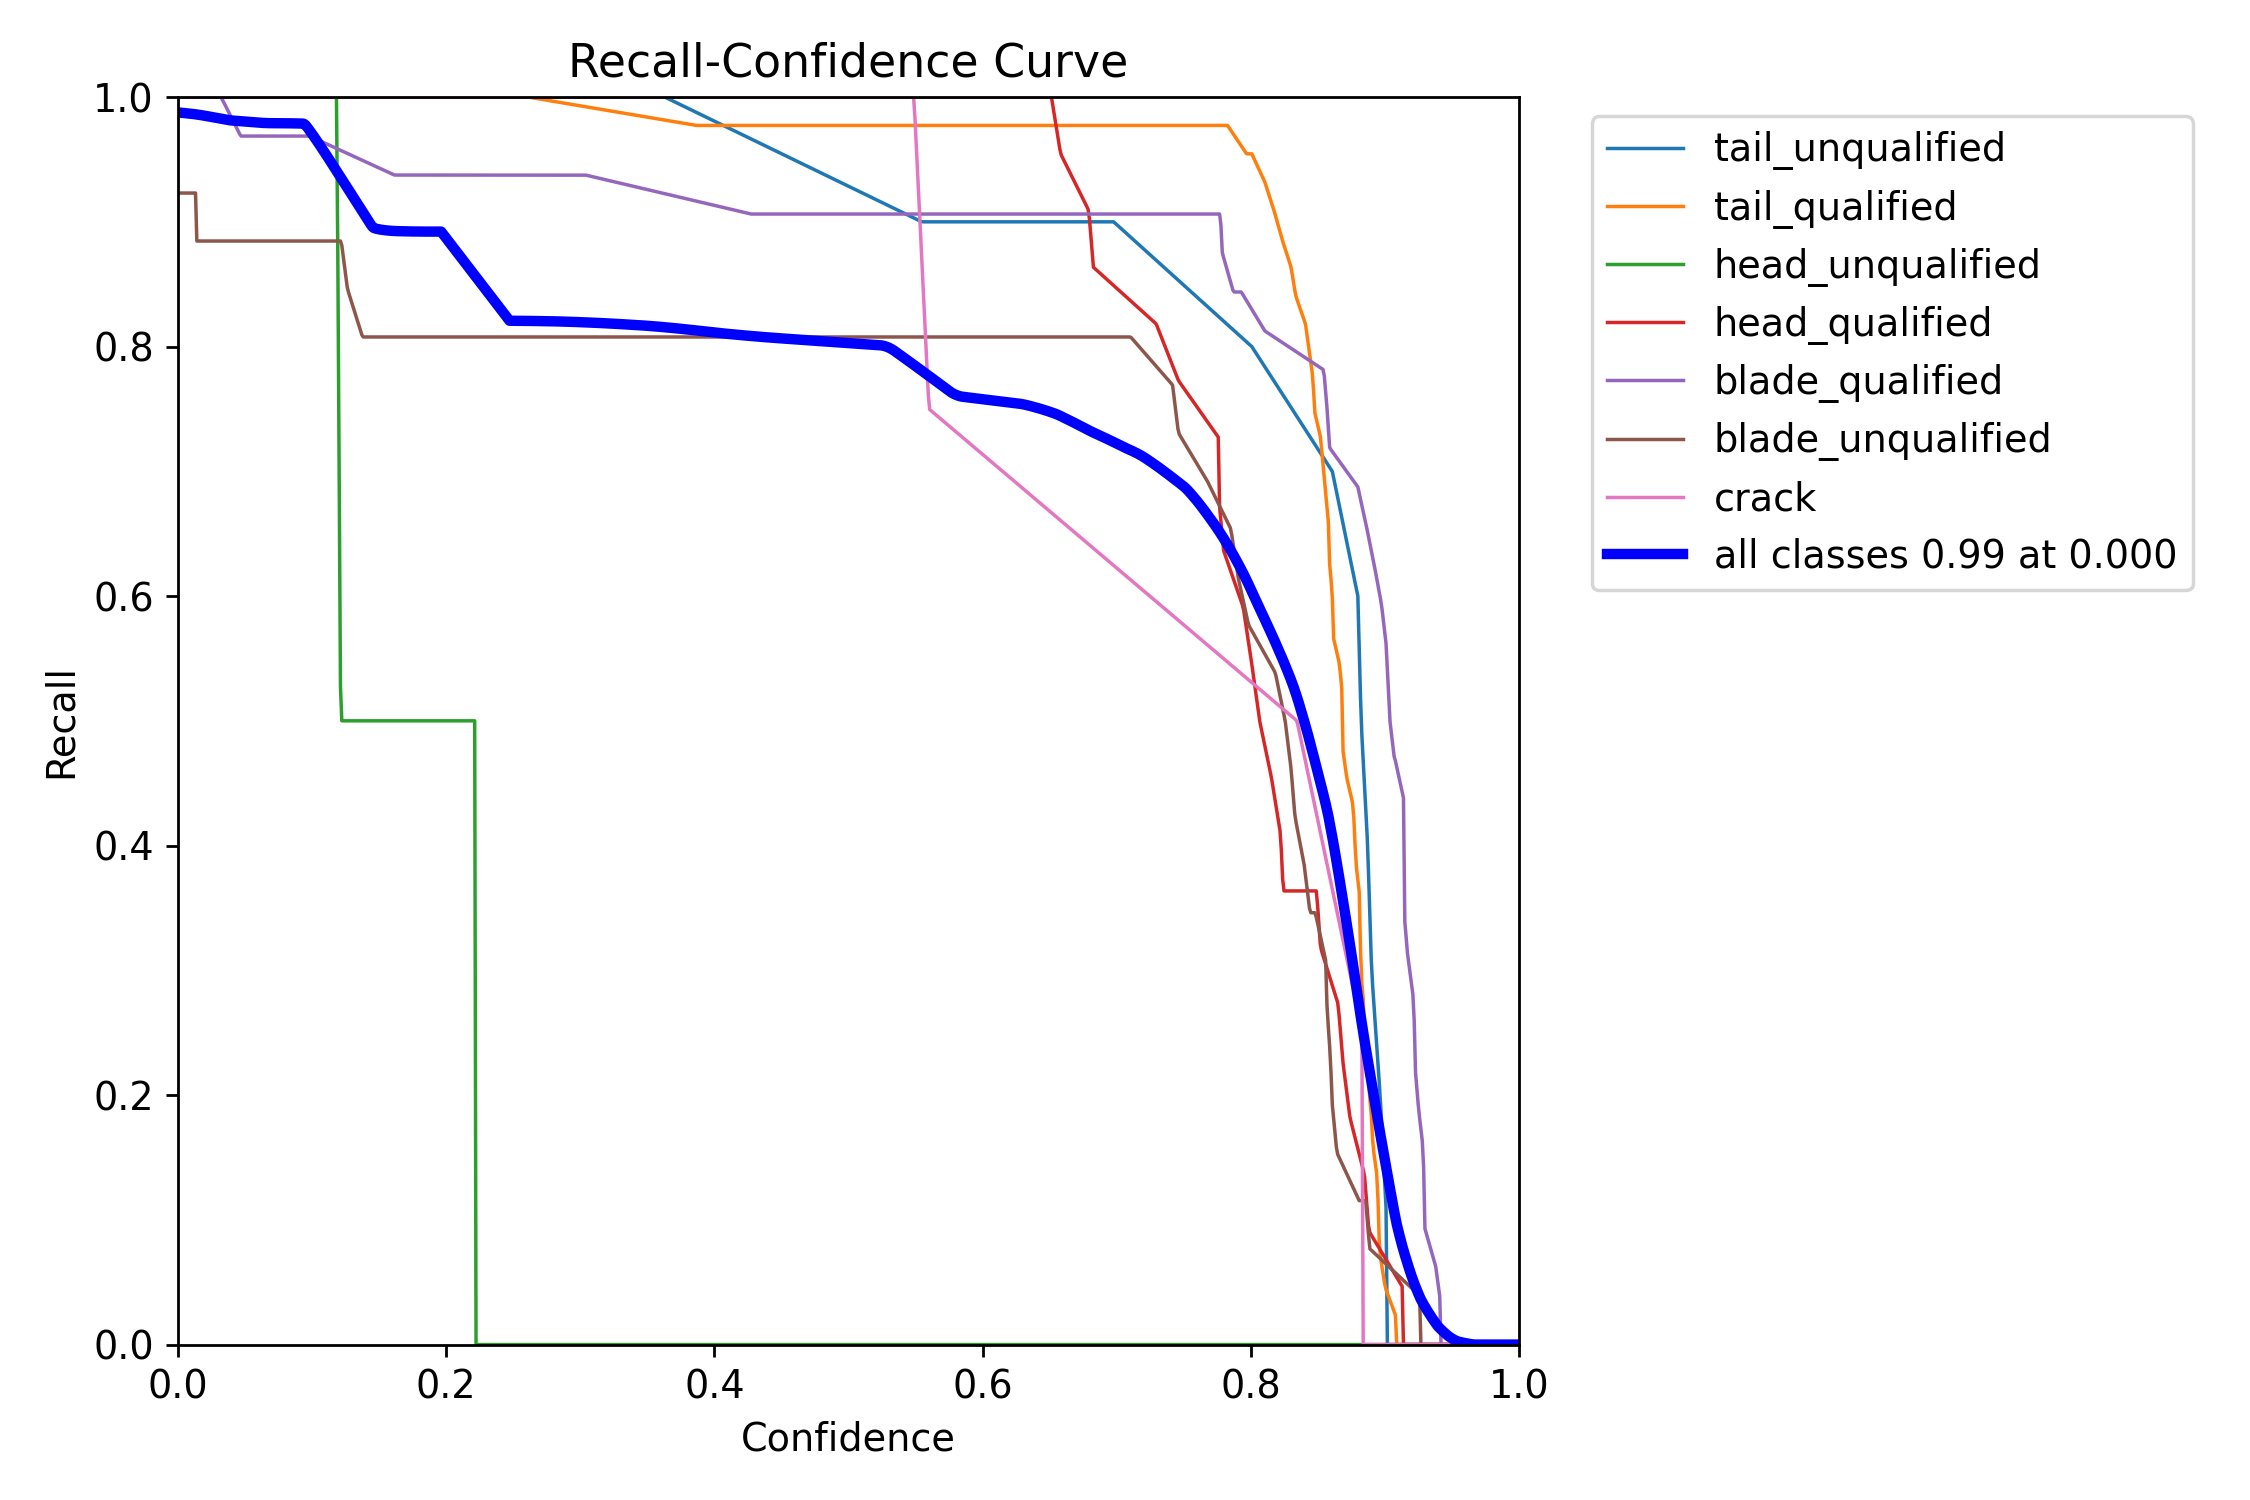 Recall-Confidence Curve
1.0
0.8
0.6
0.4
0.2
0.0
Recall
0.0 0.2 0.4 0.6 0.8 1.0
Confidence
tail_unqualified
tail_qualified
head_unqualified
head_qualified
blade_qualified
blade_unqualified
crack
all classes 0.99 at 0.000